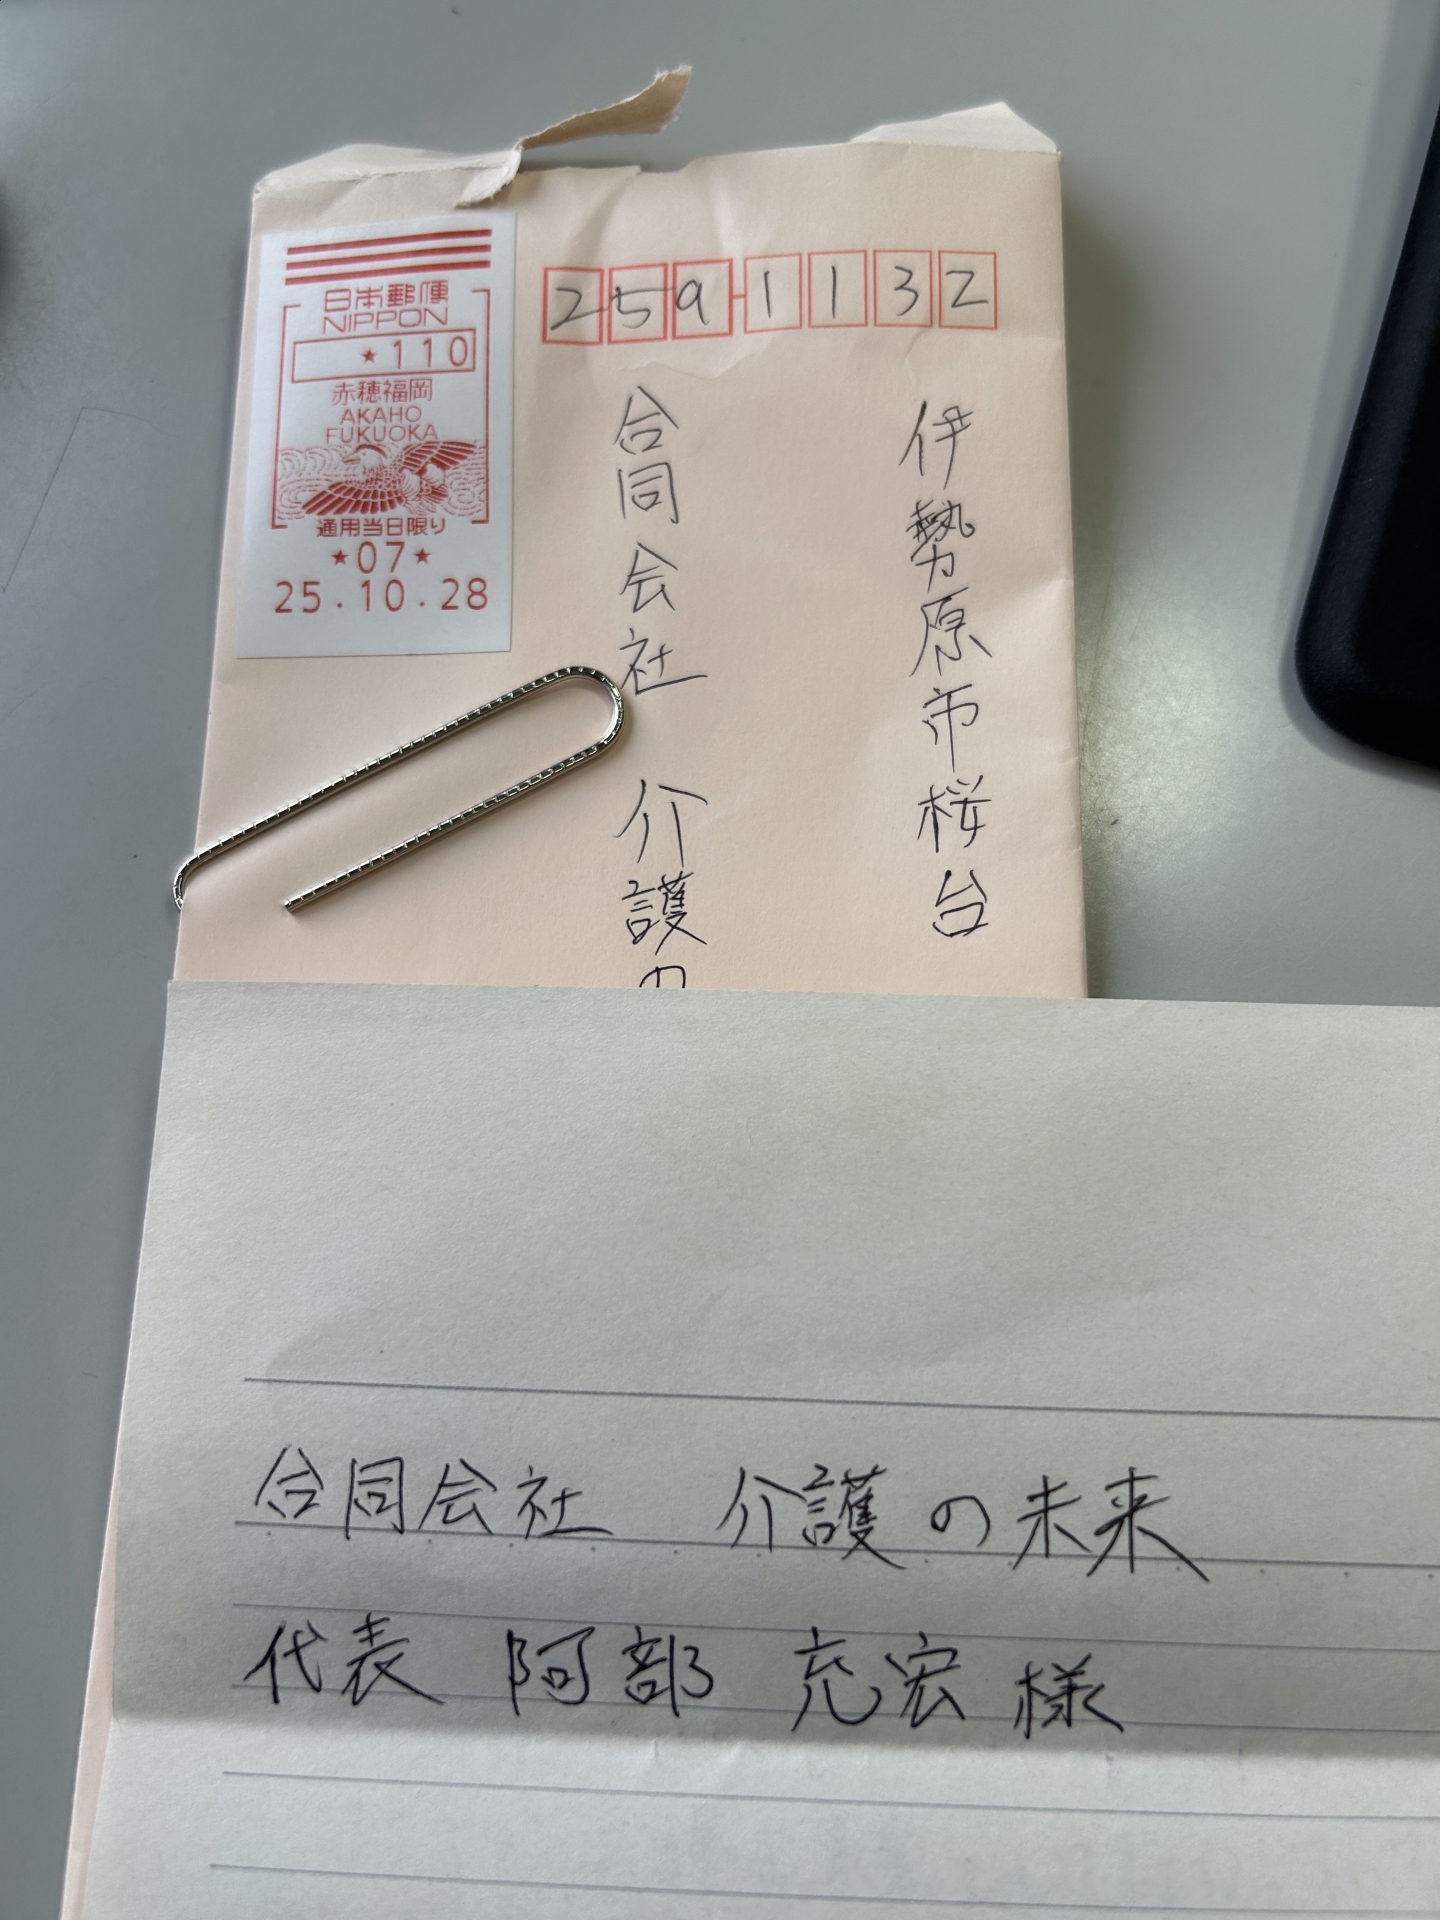 日本郵便
NIPPON
★110
赤穂福岡
AKAHO
FUKUOKA
通用当日限り
★07★
25.10.28
259-1132
伊勢原市桜台
合同会社 介護の
合同会社 介護の未来
代表 阿部 充宏 様